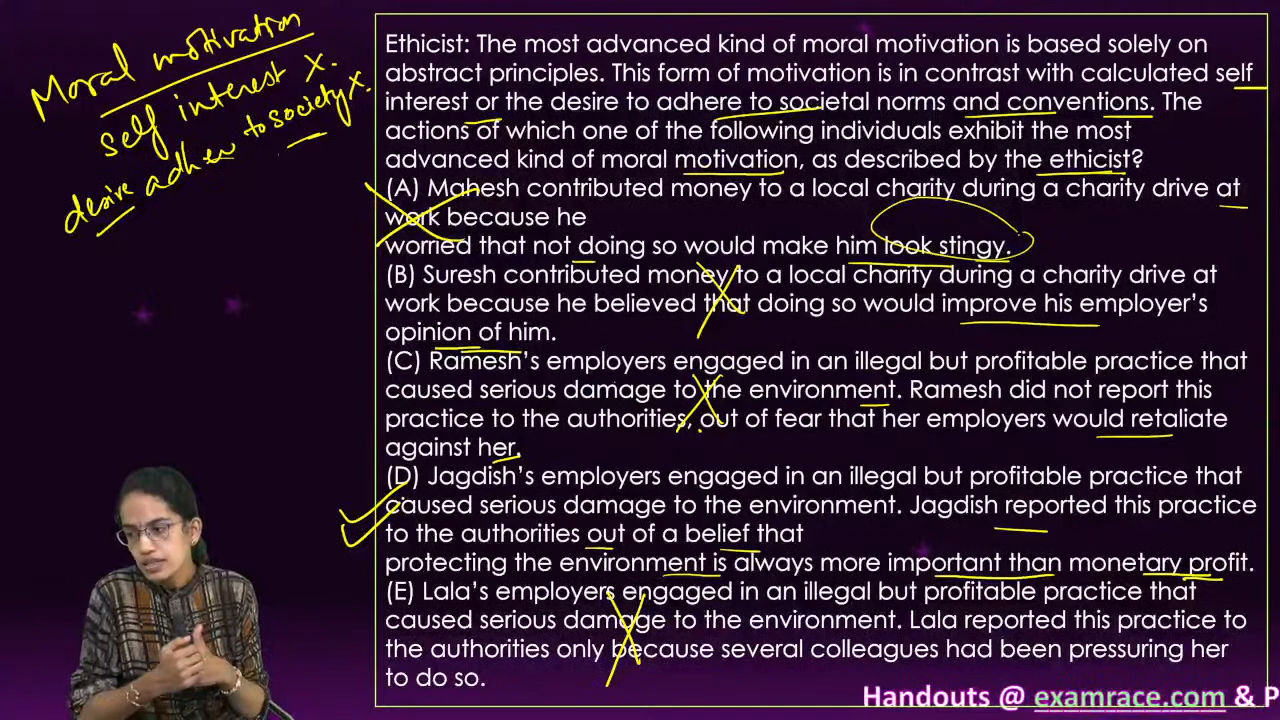 Moral motivation
self interest X.
desire adher to society X.
Ethicist: The most advanced kind of moral motivation is based solely on
abstract principles. This form of motivation is in contrast with calculated self
interest or the desire to adhere to societal norms and conventions. The
actions of which one of the following individuals exhibit the most
advanced kind of moral motivation, as described by the ethicist?
(A) Mahesh contributed money to a local charity during a charity drive at
work because he
worried that not doing so would make him look stingy.
(B) Suresh contributed money to a local charity during a charity drive at
work because he believed that doing so would improve his employer’s
opinion of him.
(C) Ramesh’s employers engaged in an illegal but profitable practice that
caused serious damage to the environment. Ramesh did not report this
practice to the authorities, out of fear that her employers would retaliate
against her.
(D) Jagdish’s employers engaged in an illegal but profitable practice that
caused serious damage to the environment. Jagdish reported this practice
to the authorities out of a belief that
protecting the environment is always more important than monetary profit.
(E) Lala’s employers engaged in an illegal but profitable practice that
caused serious damage to the environment. Lala reported this practice to
the authorities only because several colleagues had been pressuring her
to do so.
Handouts @ examrace.com & P